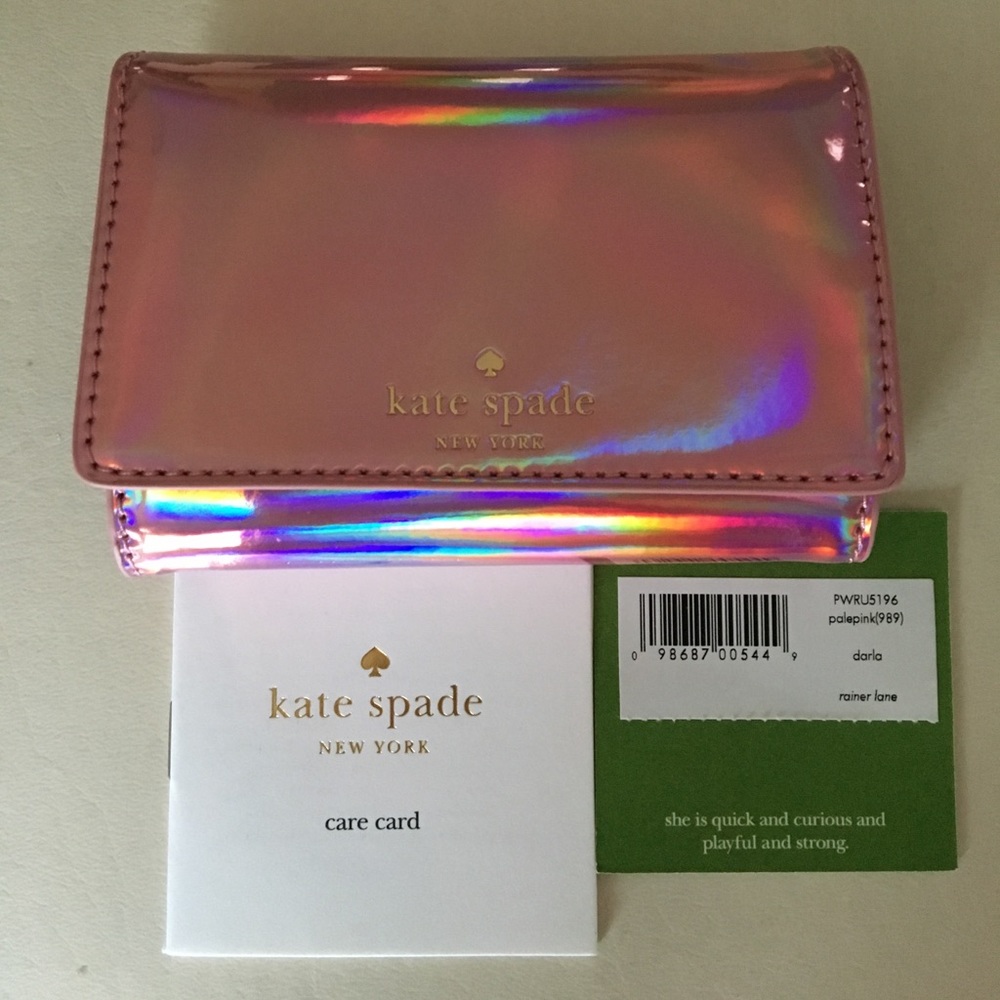 kate spade
NEW YORK
kate spade
NEW YORK
care card
PWRU5196
palepink(989)
0 98687 00544 9
darla
rainer lane
she is quick and curious and
playful and strong.